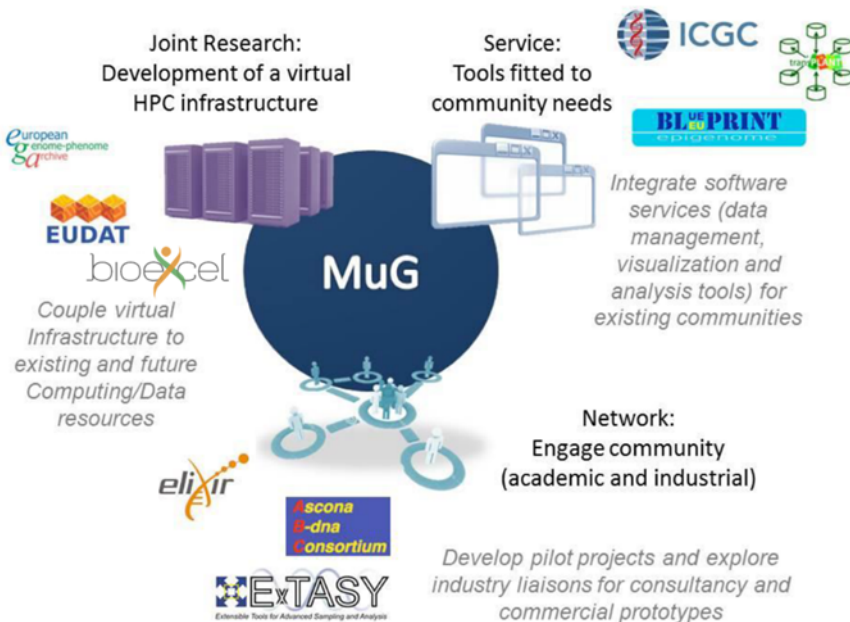 Joint Research:
Development of a virtual
HPC infrastructure
Service:
Tools fitted to
community needs
ICGC
transPLANTS
BLUEPRINT
epigenome
european
genome-phenome
archive
EUDAT
bioexcel
MuG
Integrate software
services (data
management,
visualization and
analysis tools) for
existing communities
Couple virtual
Infrastructure to
existing and future
Computing/Data
resources
Network:
Engage community
(academic and industrial)
elixir
Ascona
B-dna
Consortium
ExTASY
Extensible Tools for Advanced Sampling and Analysis
Develop pilot projects and explore
industry liaisons for consultancy and
commercial prototypes